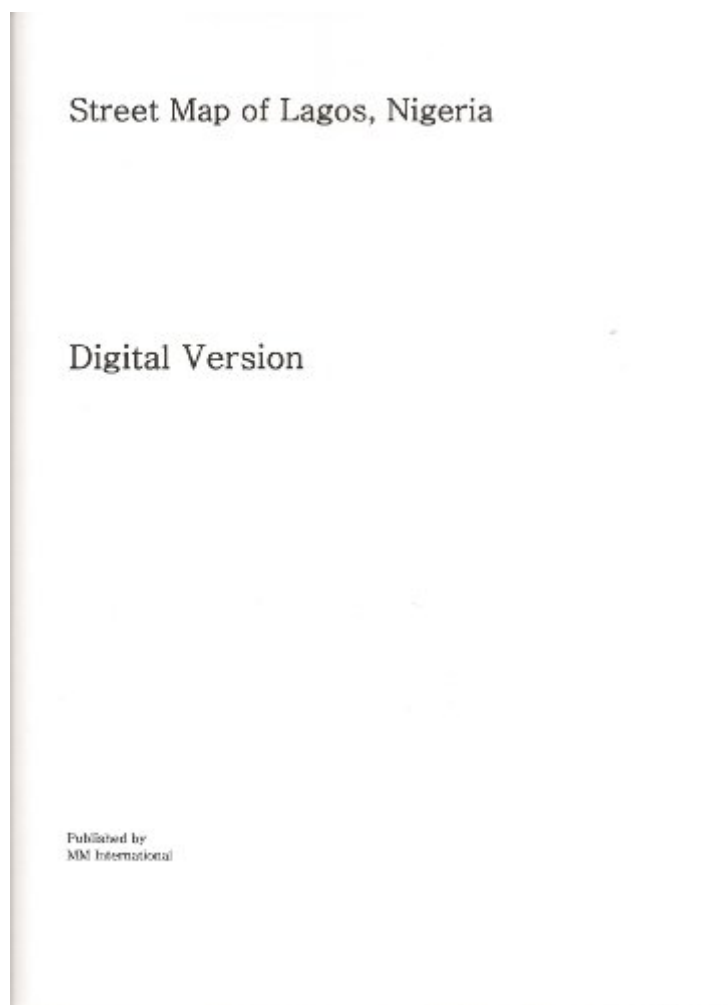 Street Map of Lagos, Nigeria
Digital Version
Published by
MM International